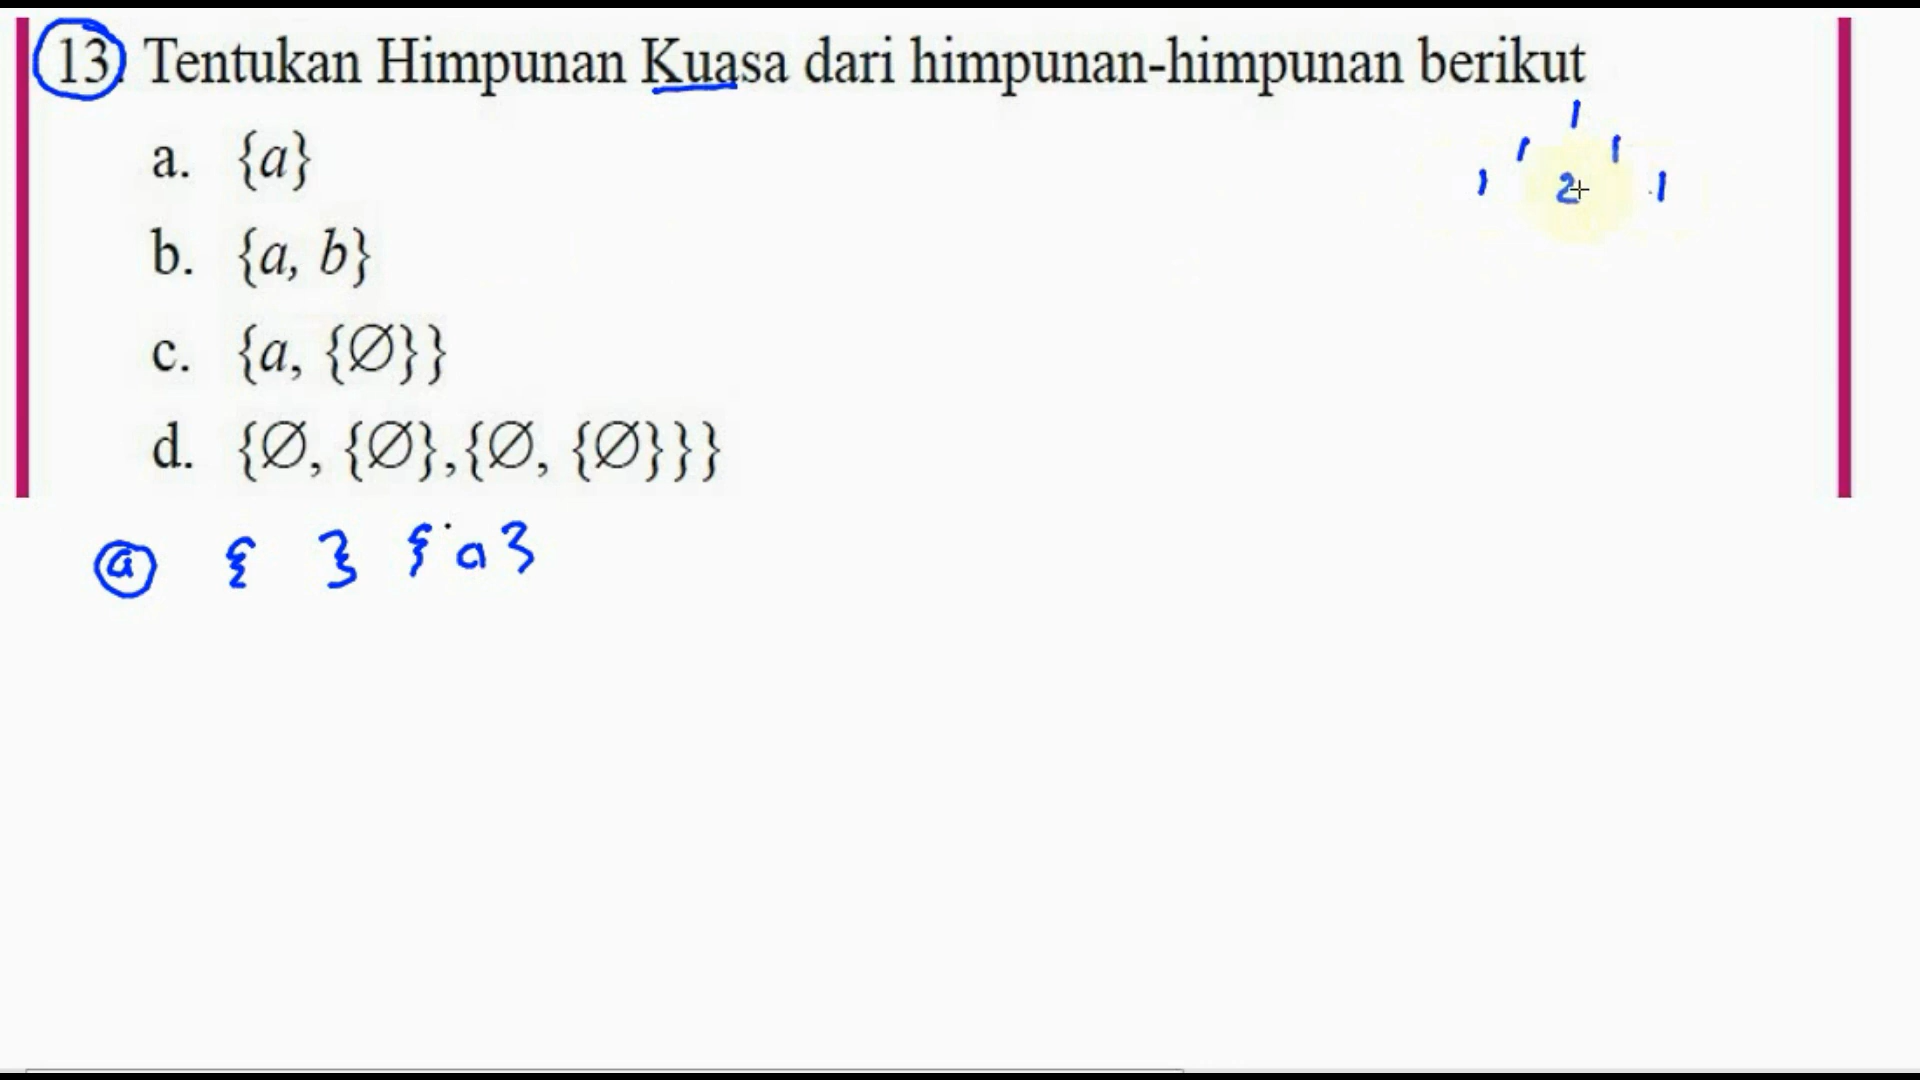 13. Tentukan Himpunan Kuasa dari himpunan-himpunan berikut
a. {a}
b. {a, b}
c. {a, {Ø}}
d. {Ø, {Ø},{Ø, {Ø}}}
1
1 1
1 2 1
a { } {a}